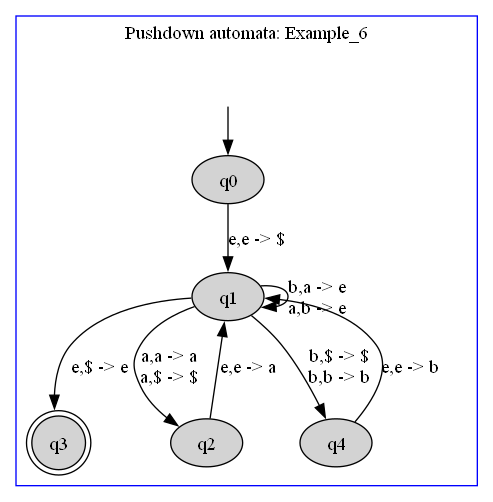 Pushdown automata: Example_6
q0
e,e -> $
q1
b,a -> e
a,b -> e
e,$ -> e
a,a -> a
a,$ -> $
e,e -> a
b,$ -> $
b,b -> b
e,e -> b
q3
q2
q4